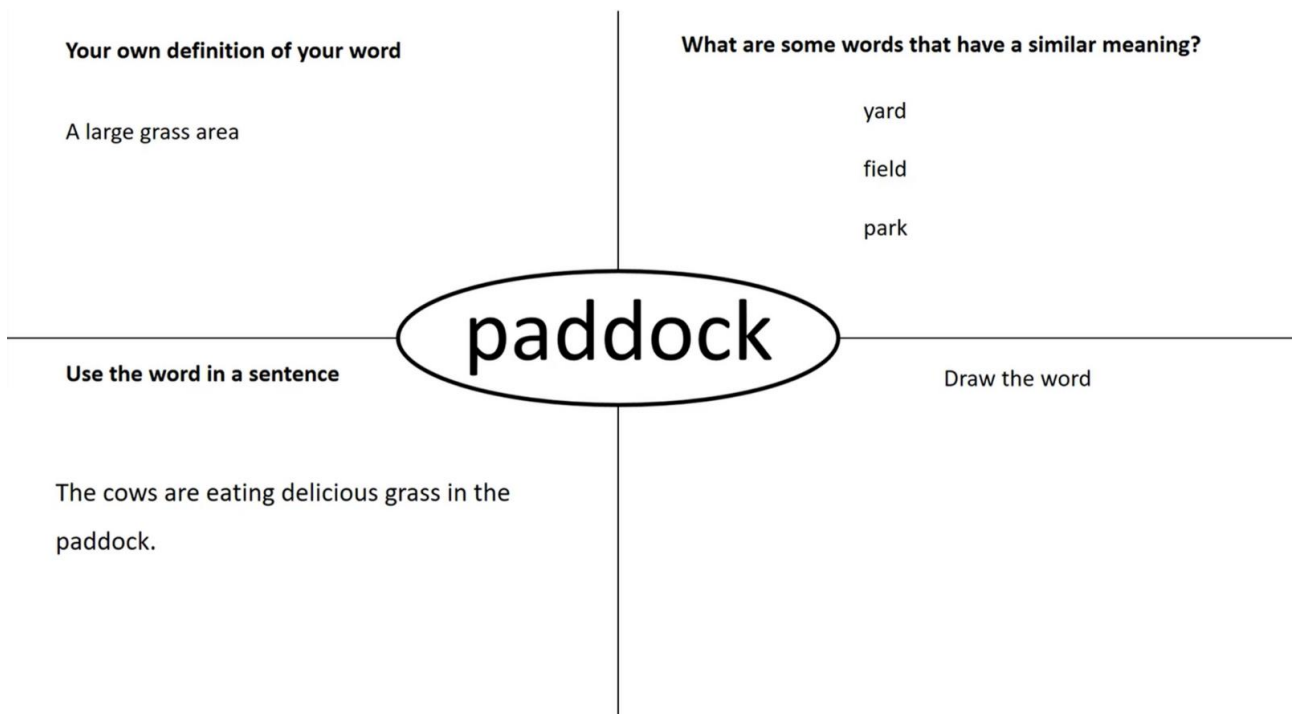 Your own definition of your word
A large grass area
What are some words that have a similar meaning?
yard
field
park
paddock
Use the word in a sentence
The cows are eating delicious grass in the
paddock.
Draw the word